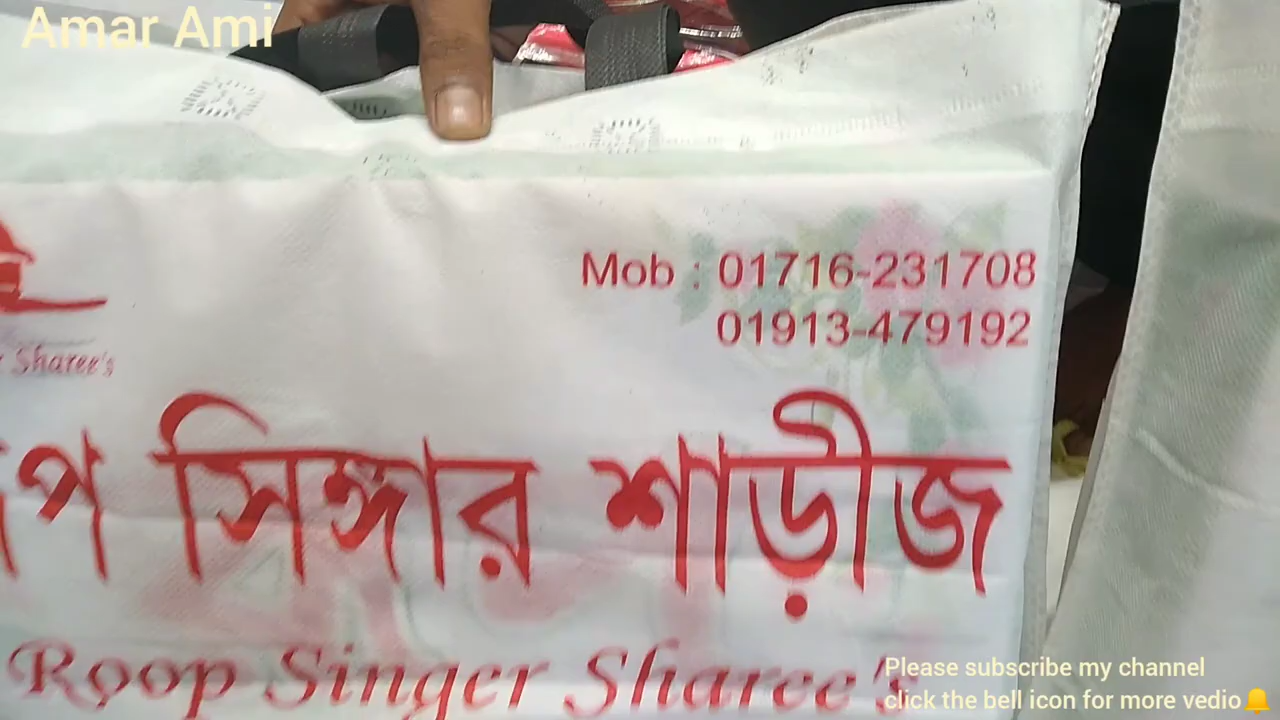 Amar Ami
Mob : 01716-231708
01913-479192
Sharee's
সিঙ্গার শাড়ীজ
Roop Singer Sharee's
Please subscribe my channel
click the bell icon for more vedio🔔